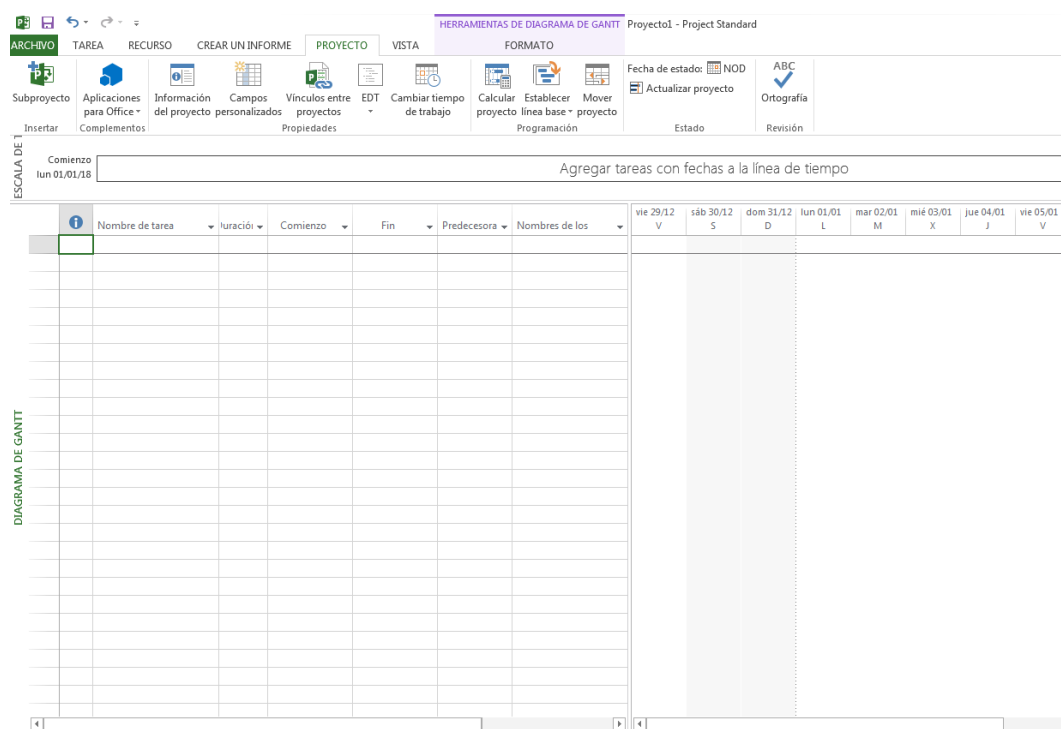 HERRAMIENTAS DE DIAGRAMA DE GANTT Proyecto1 - Project Standard
ARCHIVO TAREA RECURSO CREAR UN INFORME PROYECTO VISTA FORMATO
Subproyecto
Aplicaciones
para Office
Información
del proyecto
Campos
personalizados
Vínculos entre
proyectos
EDT
Cambiar tiempo
de trabajo
Calcular
proyecto
Establecer
línea base
Mover
proyecto
Fecha de estado: NOD
Actualizar proyecto
ABC
Ortografía
Insertar Complementos Propiedades Programación Estado Revisión
ESCALA DE T
Comienzo
lun 01/01/18
Agregar tareas con fechas a la línea de tiempo
Nombre de tarea Duració Comienzo Fin Predecesora Nombres de los
vie 29/12 sáb 30/12 dom 31/12 lun 01/01 mar 02/01 mié 03/01 jue 04/01 vie 05/01
V S D L M X J V
DIAGRAMA DE GANTT